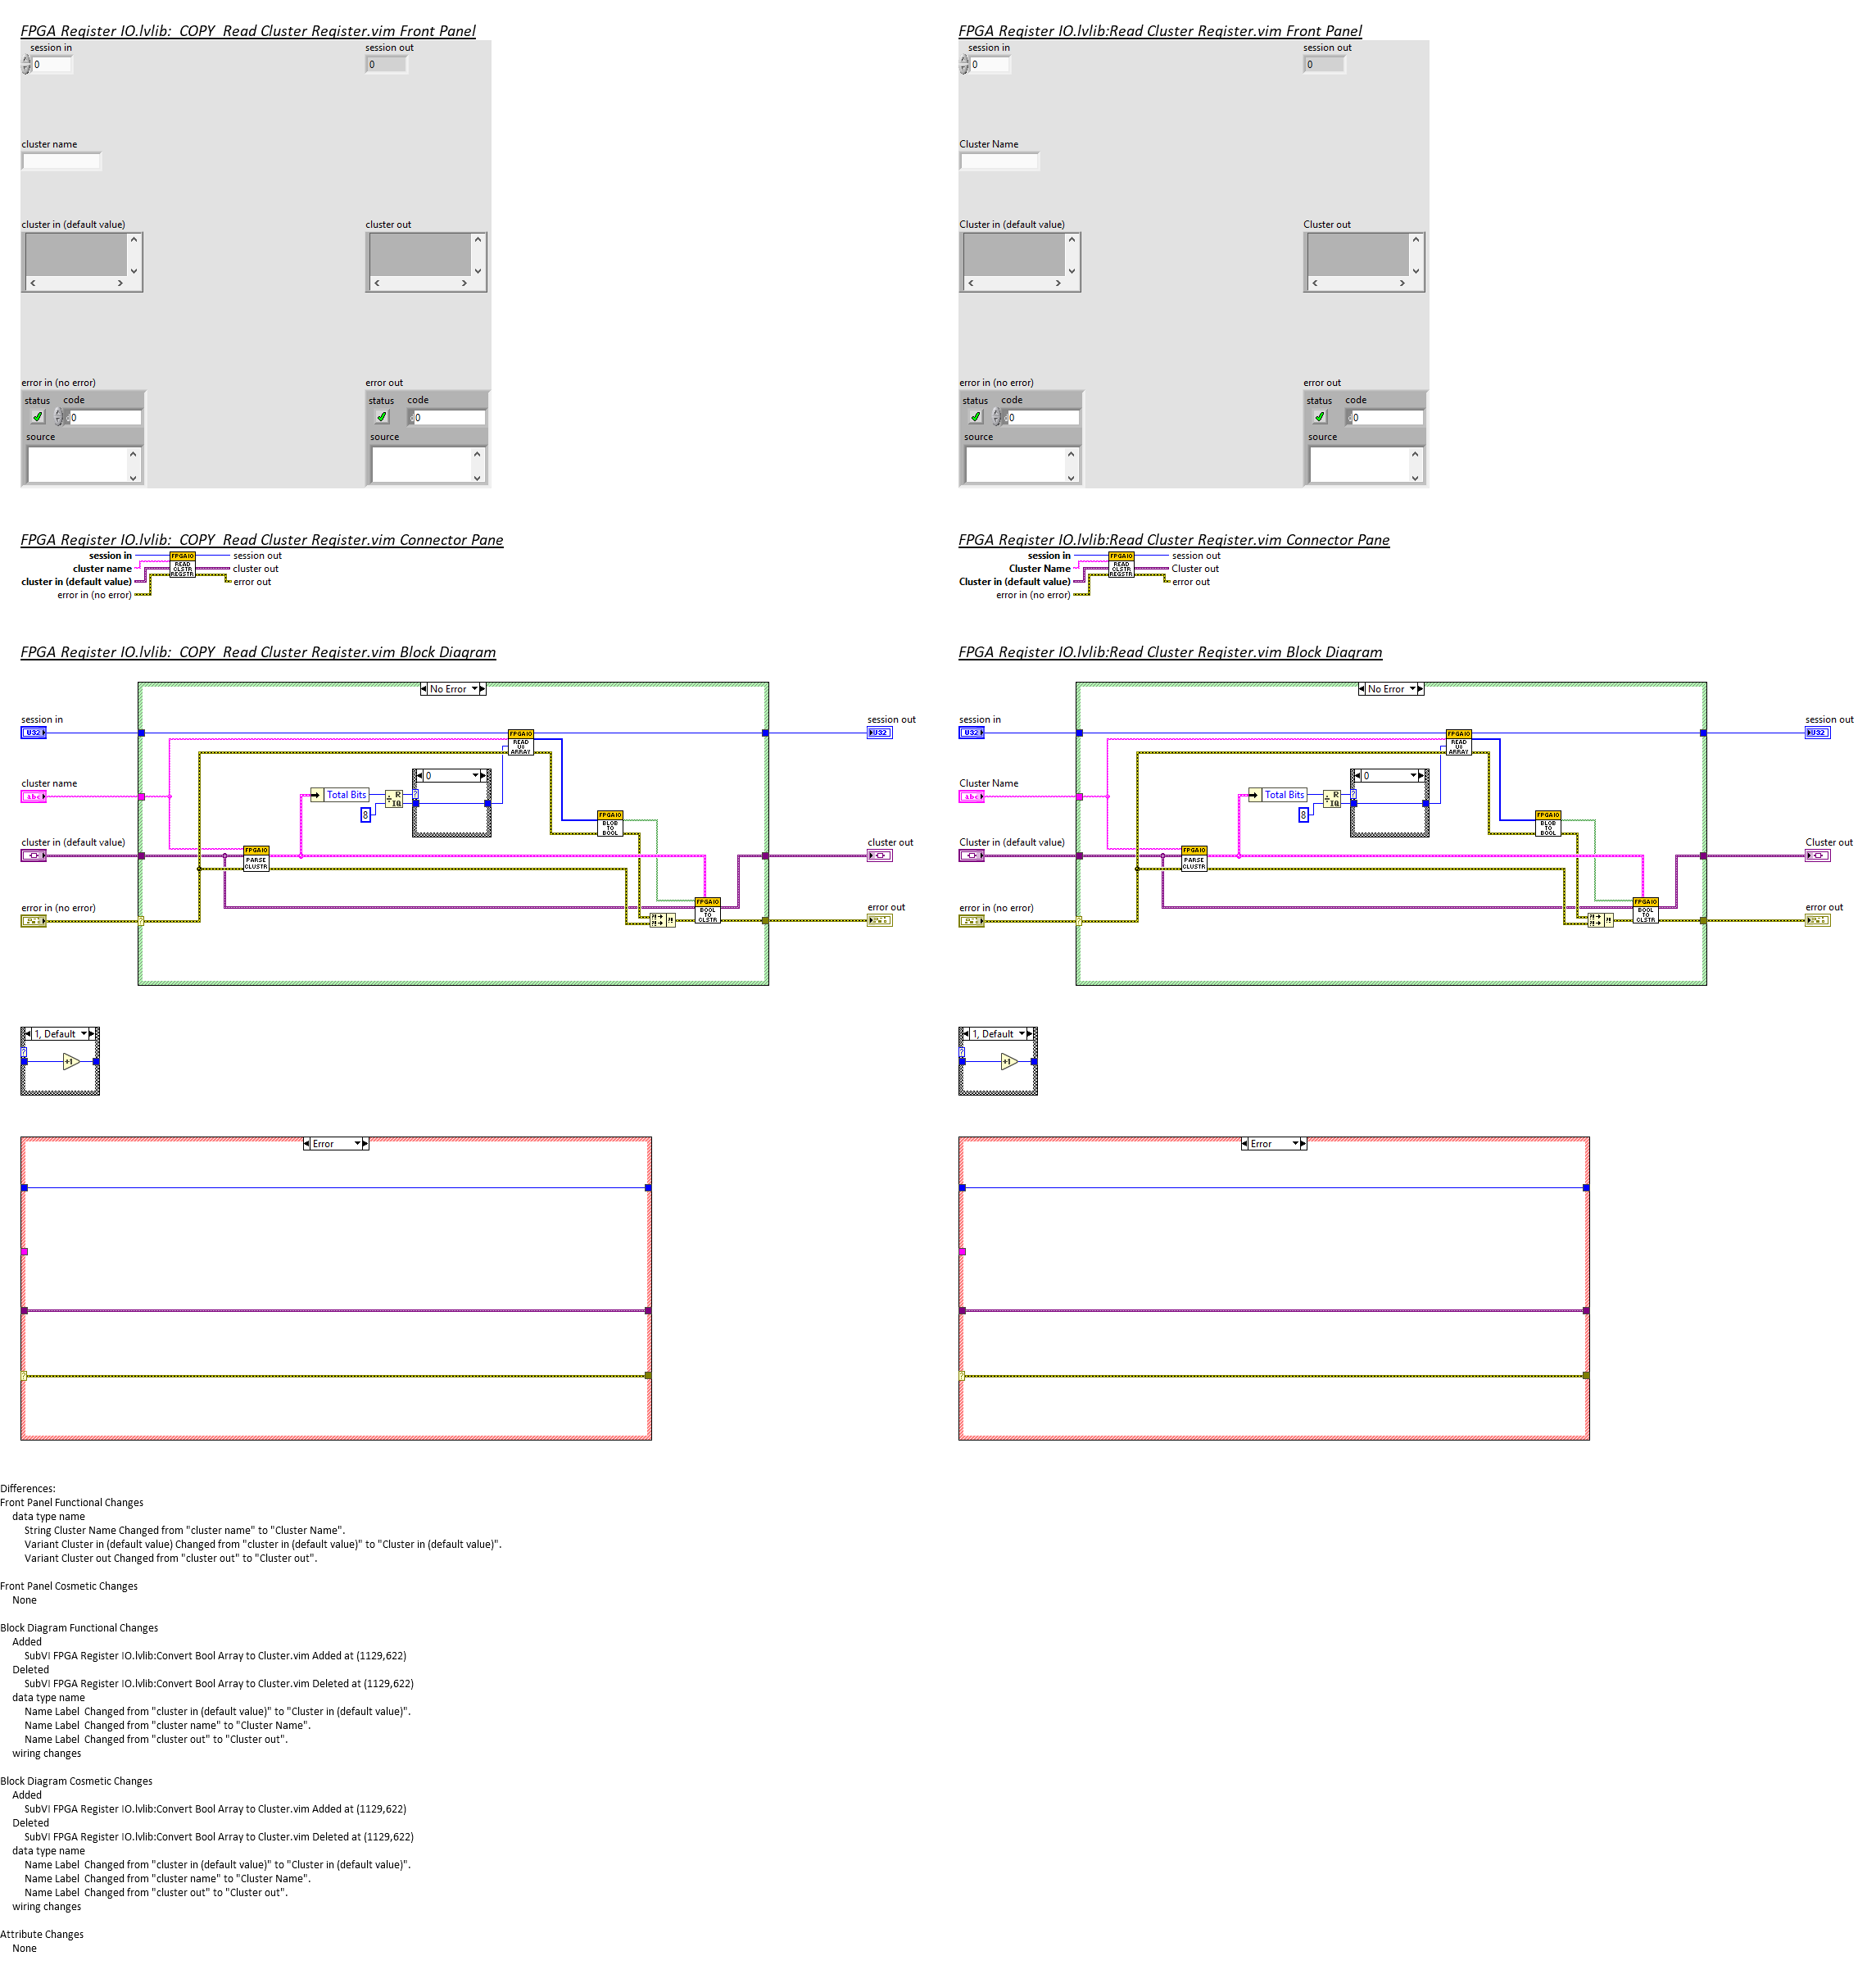 FPGA Register IO.lvlib:  COPY  Read Cluster Register.vim Front Panel
session in
0
session out
0
cluster name
cluster in (default value)
cluster out
error in (no error)
status
code
0
source
error out
status
code
0
source
FPGA Register IO.lvlib:Read Cluster Register.vim Front Panel
session in
0
session out
0
Cluster Name
Cluster in (default value)
Cluster out
error in (no error)
status
code
0
source
error out
status
code
0
source
FPGA Register IO.lvlib:  COPY  Read Cluster Register.vim Connector Pane
session in
cluster name
cluster in (default value)
error in (no error)
FPGAIO
READ
CLSTR
REGSTR
session out
cluster out
error out
FPGA Register IO.lvlib:Read Cluster Register.vim Connector Pane
session in
Cluster Name
Cluster in (default value)
error in (no error)
FPGAIO
READ
CLSTR
REGSTR
session out
Cluster out
error out
FPGA Register IO.lvlib:  COPY  Read Cluster Register.vim Block Diagram
No Error
session in
U32
cluster name
abc
cluster in (default value)
error in (no error)
FPGAIO
PARSE
CLUSTR
Total Bits
8
R
IQ
0
FPGAIO
READ
U8
ARRAY
FPGAIO
BLOB
TO
BOOL
FPGAIO
BOOL
TO
CLSTR
session out
U32
cluster out
error out
1, Default
+1
Error
FPGA Register IO.lvlib:Read Cluster Register.vim Block Diagram
No Error
session in
U32
Cluster Name
abc
Cluster in (default value)
error in (no error)
FPGAIO
PARSE
CLUSTR
Total Bits
8
R
IQ
0
FPGAIO
READ
U8
ARRAY
FPGAIO
BLOB
TO
BOOL
FPGAIO
BOOL
TO
CLSTR
session out
U32
Cluster out
error out
1, Default
+1
Error
Differences:
Front Panel Functional Changes
data type name
String Cluster Name Changed from "cluster name" to "Cluster Name".
Variant Cluster in (default value) Changed from "cluster in (default value)" to "Cluster in (default value)".
Variant Cluster out Changed from "cluster out" to "Cluster out".
Front Panel Cosmetic Changes
None
Block Diagram Functional Changes
Added
SubVI FPGA Register IO.lvlib:Convert Bool Array to Cluster.vim Added at (1129,622)
Deleted
SubVI FPGA Register IO.lvlib:Convert Bool Array to Cluster.vim Deleted at (1129,622)
data type name
Name Label  Changed from "cluster in (default value)" to "Cluster in (default value)".
Name Label  Changed from "cluster name" to "Cluster Name".
Name Label  Changed from "cluster out" to "Cluster out".
wiring changes
Block Diagram Cosmetic Changes
Added
SubVI FPGA Register IO.lvlib:Convert Bool Array to Cluster.vim Added at (1129,622)
Deleted
SubVI FPGA Register IO.lvlib:Convert Bool Array to Cluster.vim Deleted at (1129,622)
data type name
Name Label  Changed from "cluster in (default value)" to "Cluster in (default value)".
Name Label  Changed from "cluster name" to "Cluster Name".
Name Label  Changed from "cluster out" to "Cluster out".
wiring changes
Attribute Changes
None